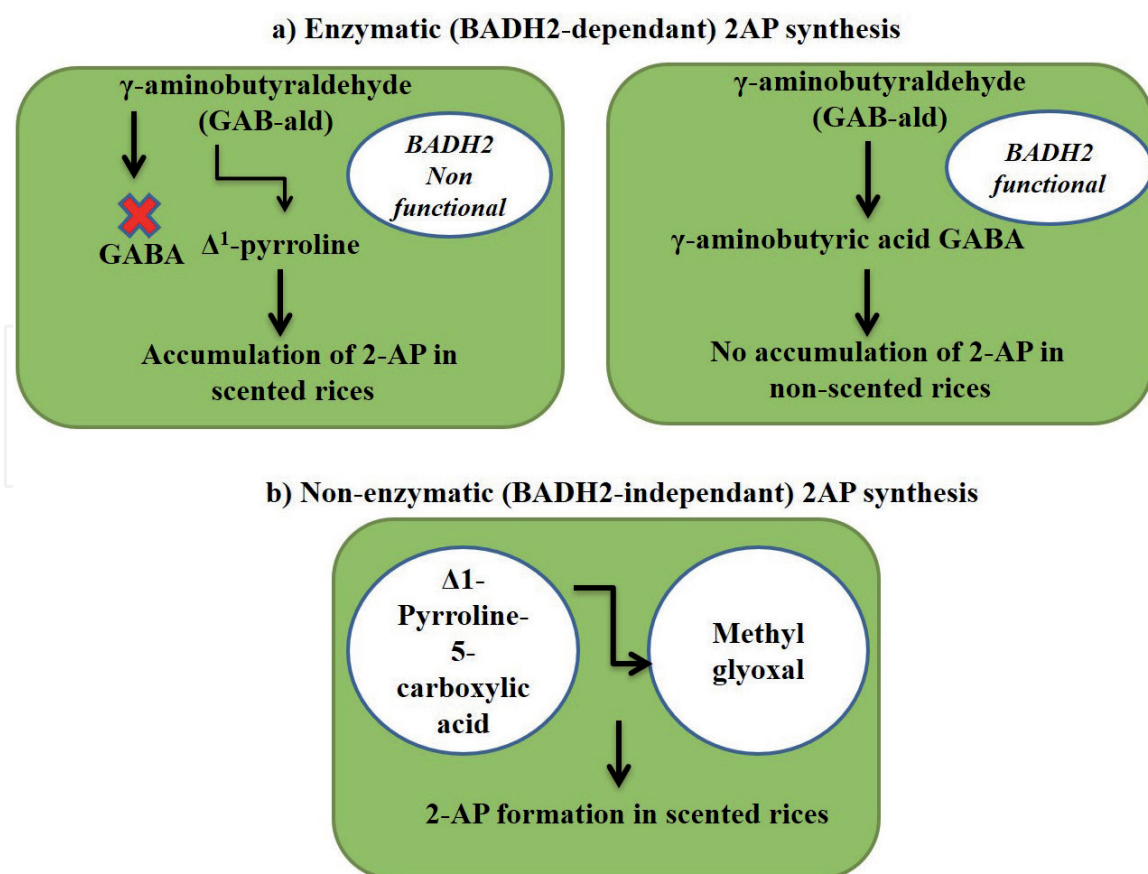 a) Enzymatic (BADH2-dependant) 2AP synthesis
γ-aminobutyraldehyde
(GAB-ald)
BADH2
Non
functional
GABA
Δ¹-pyrroline
Accumulation of 2-AP in
scented rices
γ-aminobutyraldehyde
(GAB-ald)
BADH2
functional
γ-aminobutyric acid GABA
No accumulation of 2-AP in
non-scented rices
b) Non-enzymatic (BADH2-independant) 2AP synthesis
Δ1-
Pyrroline-
5-
carboxylic
acid
Methyl
glyoxal
2-AP formation in scented rices